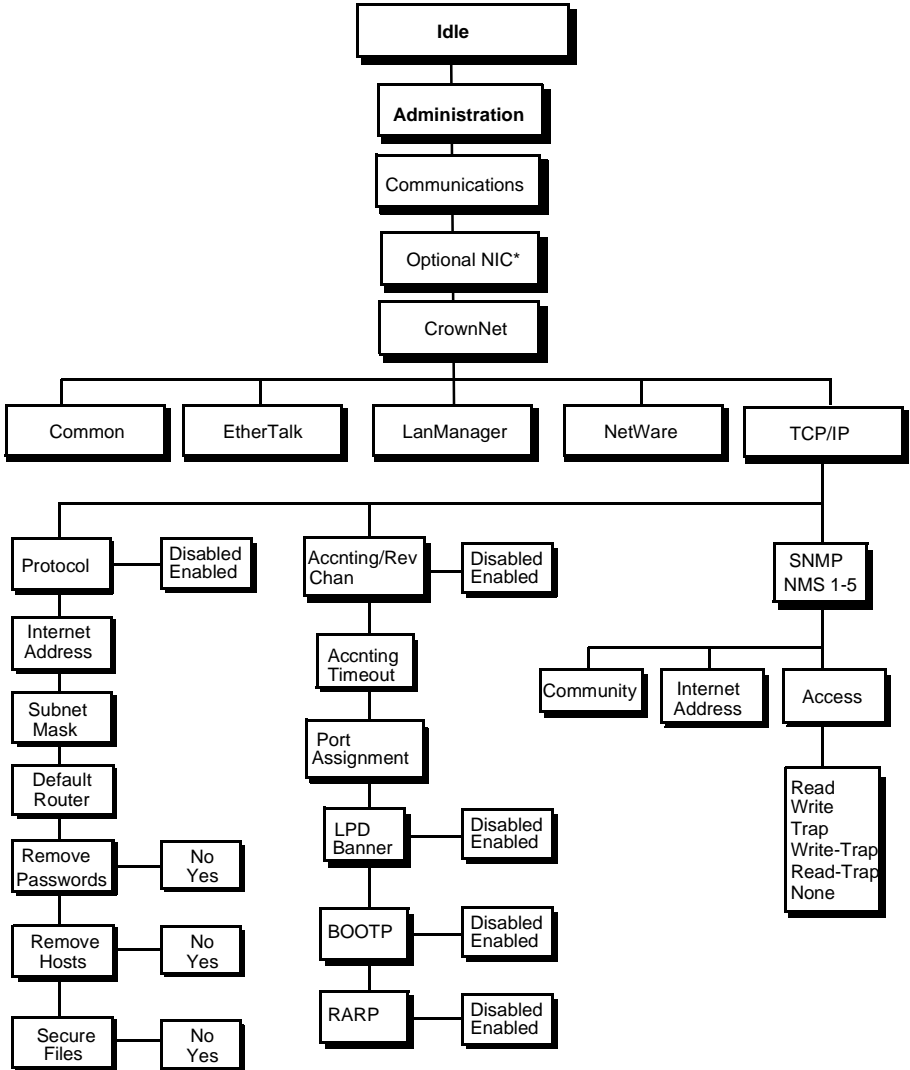 Idle
Administration
Communications
Optional NIC*
CrownNet
Common
EtherTalk
LanManager
NetWare
TCP/IP
Protocol
Disabled
Enabled
Internet
Address
Subnet
Mask
Default
Router
Remove
Passwords
No
Yes
Remove
Hosts
No
Yes
Secure
Files
No
Yes
Accnting/Rev
Chan
Disabled
Enabled
Accnting
Timeout
Port
Assignment
LPD
Banner
Disabled
Enabled
BOOTP
Disabled
Enabled
RARP
Disabled
Enabled
SNMP
NMS 1-5
Community
Internet
Address
Access
Read
Write
Trap
Write-Trap
Read-Trap
None